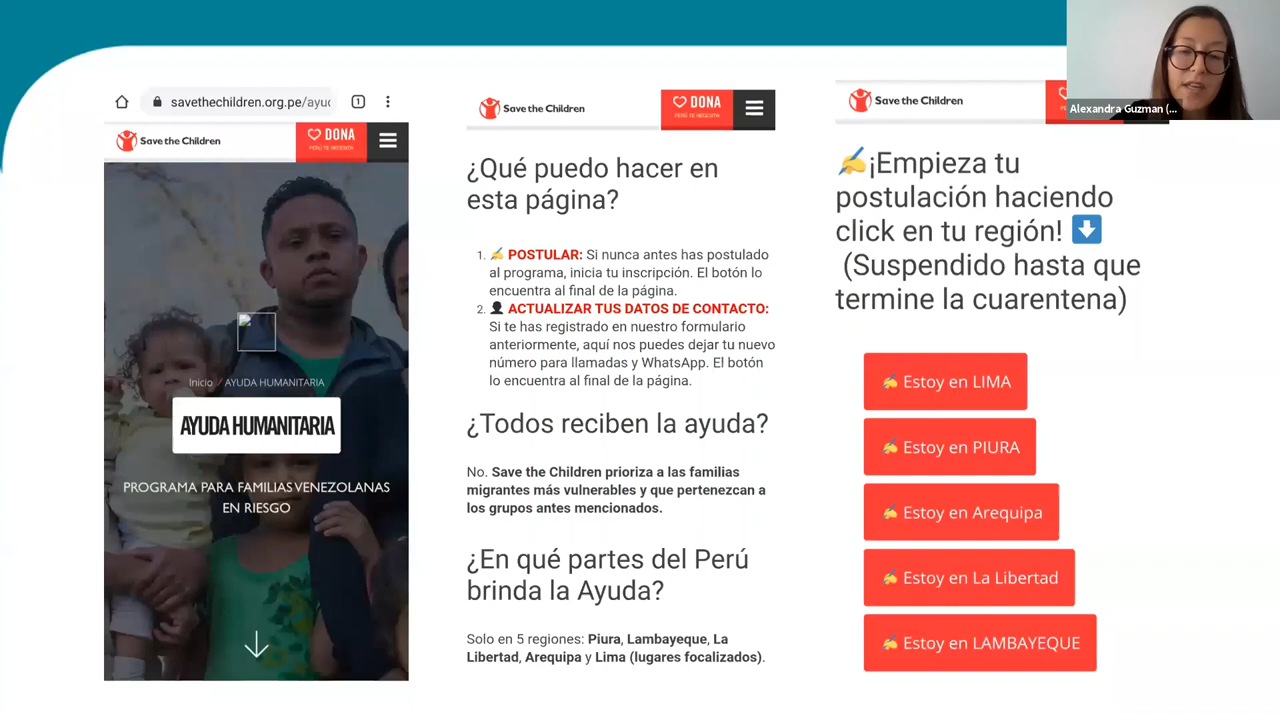 savethechildren.org.pe/ayuc
1
Save the Children
DONA
PERÚ TE NECESITA
Inicio / AYUDA HUMANITARIA
AYUDA HUMANITARIA
PROGRAMA PARA FAMILIAS VENEZOLANAS
EN RIESGO
Save the Children
DONA
PERÚ TE NECESITA
¿Qué puedo hacer en
esta página?
1. ✍ POSTULAR: Si nunca antes has postulado
al programa, inicia tu inscripción. El botón lo
encuentra al final de la página.
2. 👤 ACTUALIZAR TUS DATOS DE CONTACTO:
Si te has registrado en nuestro formulario
anteriormente, aquí nos puedes dejar tu nuevo
número para llamadas y WhatsApp. El botón
lo encuentra al final de la página.
¿Todos reciben la ayuda?
No. Save the Children prioriza a las familias
migrantes más vulnerables y que pertenezcan a
los grupos antes mencionados.
¿En qué partes del Perú
brinda la Ayuda?
Solo en 5 regiones: Piura, Lambayeque, La
Libertad, Arequipa y Lima (lugares focalizados).
Save the Children
Alexandra Guzman (...
✍¡Empieza tu
postulación haciendo
click en tu región! ⬇
(Suspendido hasta que
termine la cuarentena)
✍ Estoy en LIMA
✍ Estoy en PIURA
✍ Estoy en Arequipa
✍ Estoy en La Libertad
✍ Estoy en LAMBAYEQUE